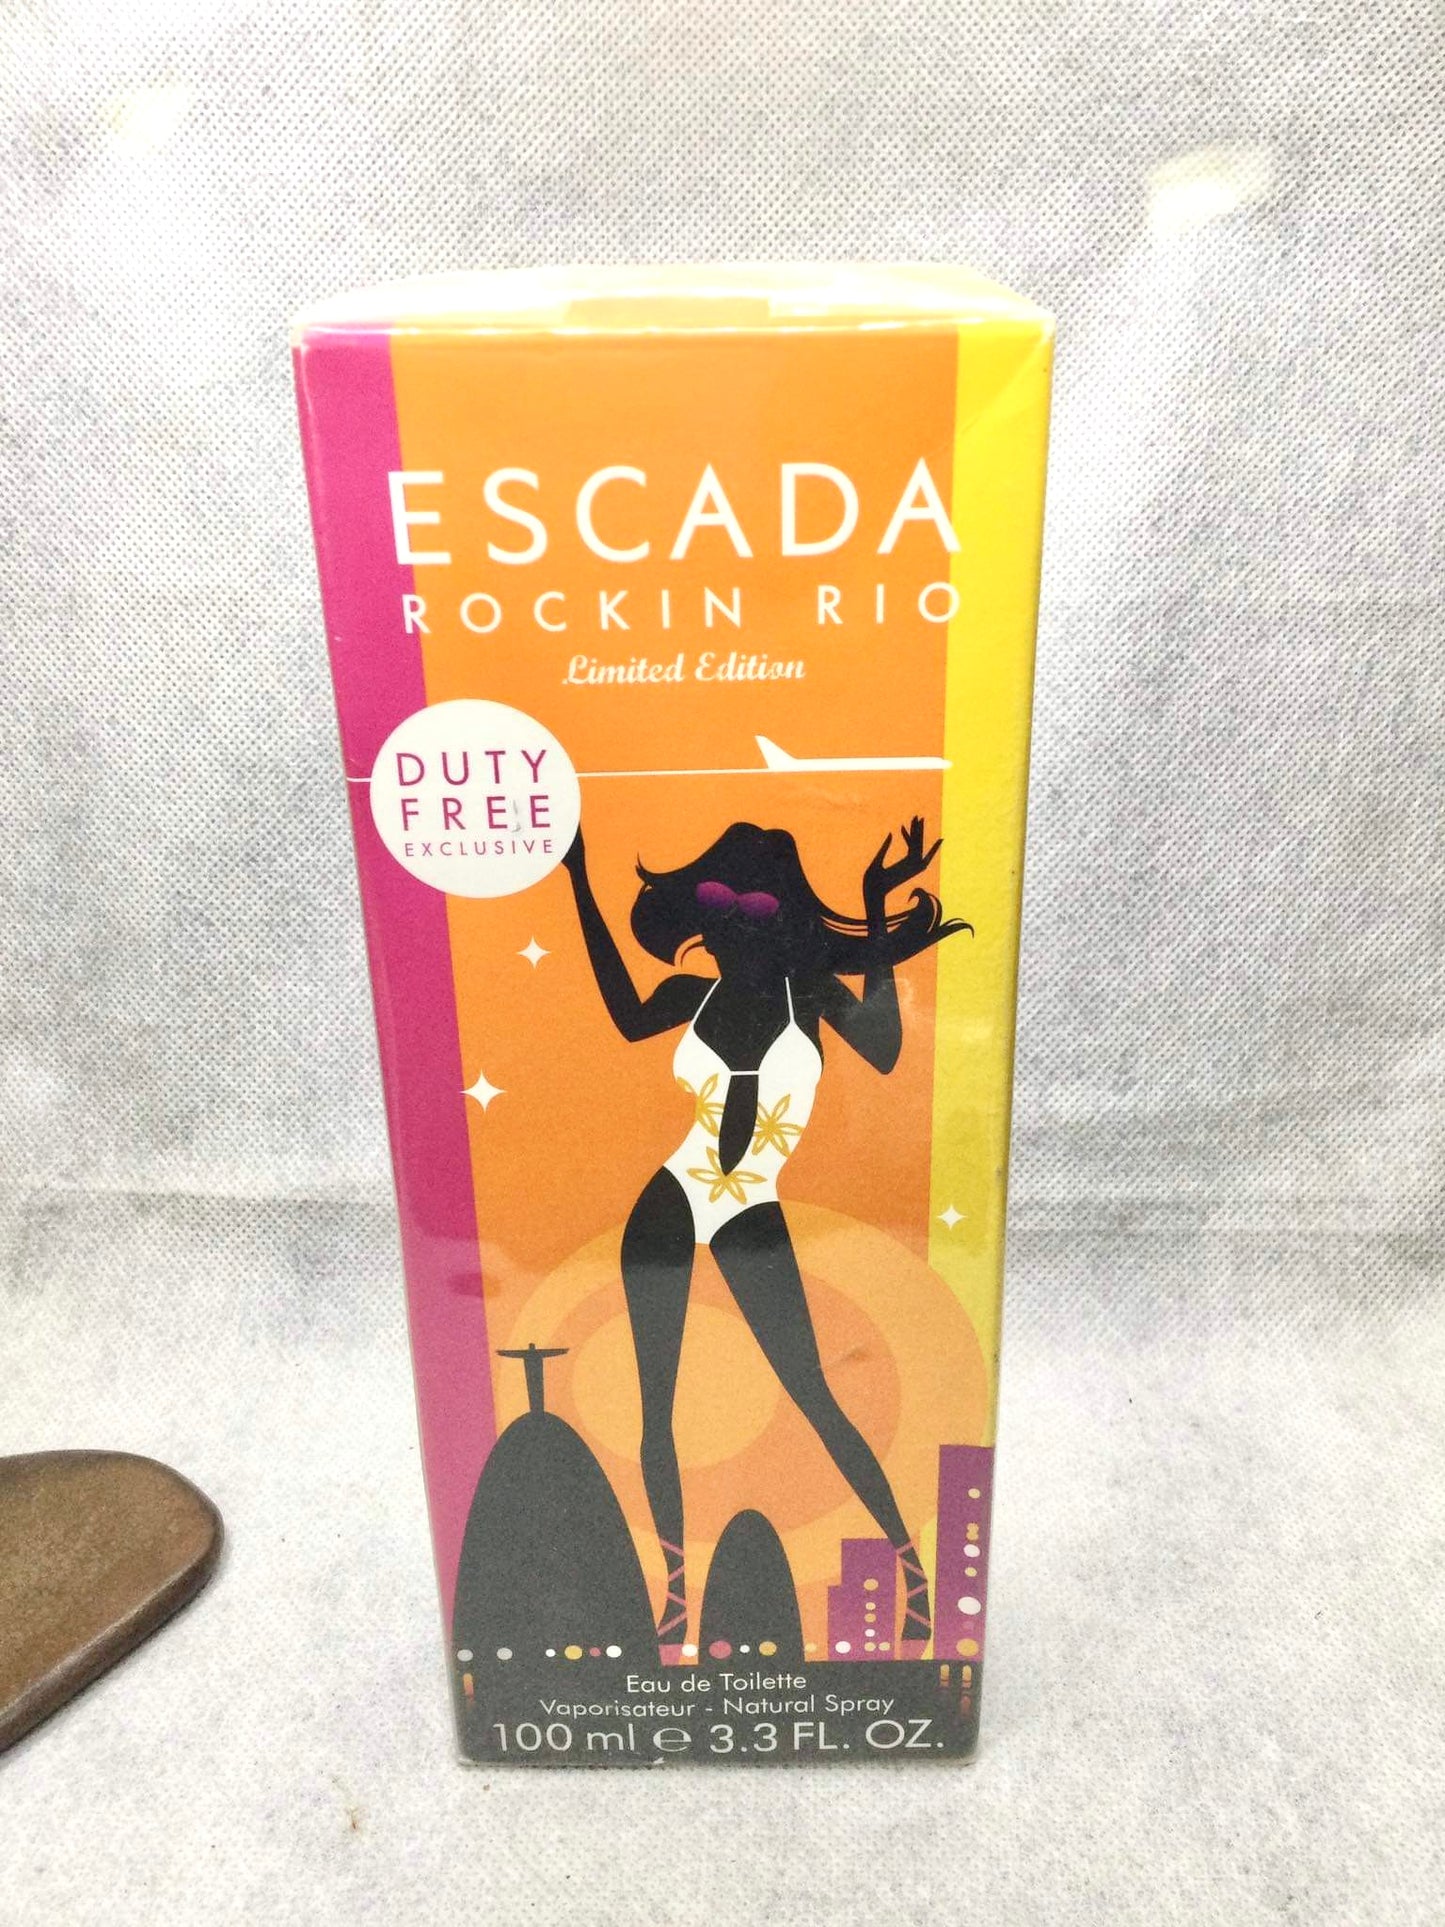 ESCADA
ROCKIN RIO
Limited Edition
DUTY
FREE
EXCLUSIVE
Eau de Toilette
Vaporisateur - Natural Spray
100 ml ℮ 3.3 FL. OZ.